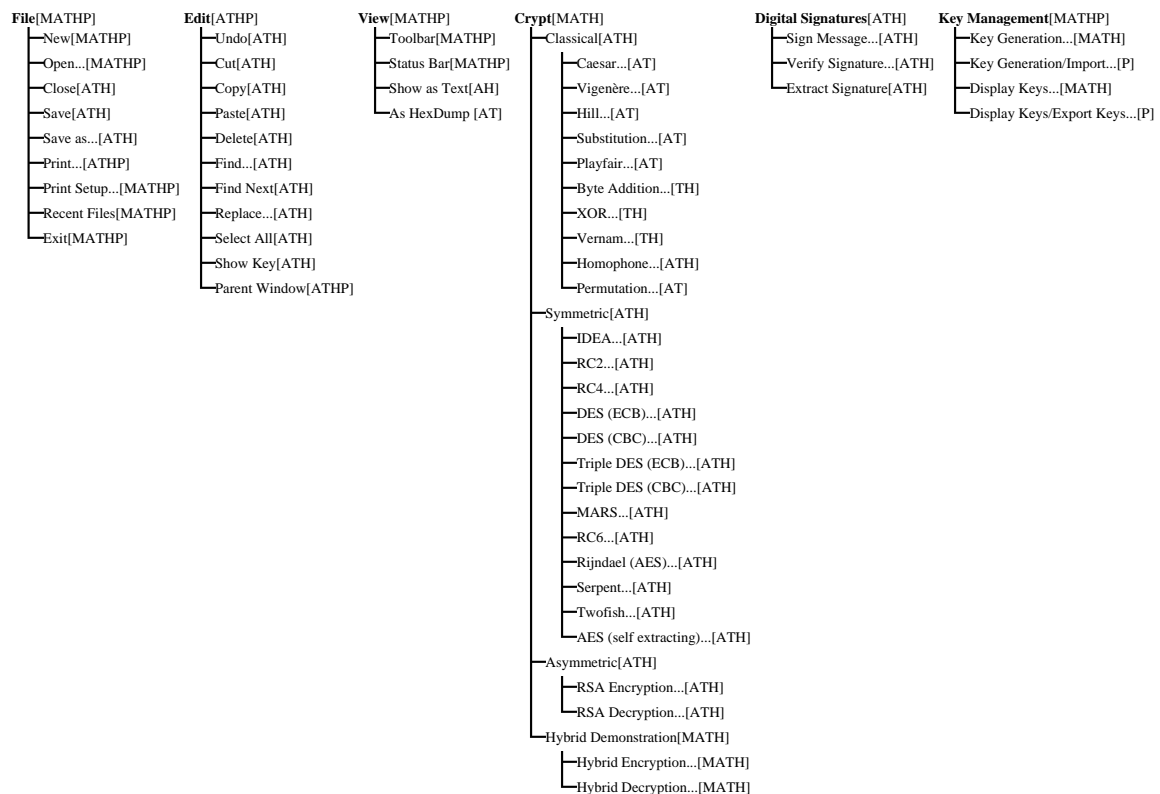 File[MATHP]
New[MATHP]
Open...[MATHP]
Close[ATH]
Save[ATH]
Save as...[ATH]
Print...[ATHP]
Print Setup...[MATHP]
Recent Files[MATHP]
Exit[MATHP]
Edit[ATHP]
Undo[ATH]
Cut[ATH]
Copy[ATH]
Paste[ATH]
Delete[ATH]
Find...[ATH]
Find Next[ATH]
Replace...[ATH]
Select All[ATH]
Show Key[ATH]
Parent Window[ATHP]
View[MATHP]
Toolbar[MATHP]
Status Bar[MATHP]
Show as Text[AH]
As HexDump [AT]
Crypt[MATH]
Classical[ATH]
Caesar...[AT]
Vigenère...[AT]
Hill...[AT]
Substitution...[AT]
Playfair...[AT]
Byte Addition...[TH]
XOR...[TH]
Vernam...[TH]
Homophone...[ATH]
Permutation...[AT]
Symmetric[ATH]
IDEA...[ATH]
RC2...[ATH]
RC4...[ATH]
DES (ECB)...[ATH]
DES (CBC)...[ATH]
Triple DES (ECB)...[ATH]
Triple DES (CBC)...[ATH]
MARS...[ATH]
RC6...[ATH]
Rijndael (AES)...[ATH]
Serpent...[ATH]
Twofish...[ATH]
AES (self extracting)...[ATH]
Asymmetric[ATH]
RSA Encryption...[ATH]
RSA Decryption...[ATH]
Hybrid Demonstration[MATH]
Hybrid Encryption...[MATH]
Hybrid Decryption...[MATH]
Digital Signatures[ATH]
Sign Message...[ATH]
Verify Signature...[ATH]
Extract Signature[ATH]
Key Management[MATHP]
Key Generation...[MATH]
Key Generation/Import...[P]
Display Keys...[MATH]
Display Keys/Export Keys...[P]